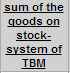 sum of the
goods on
stock-
system of
TBM